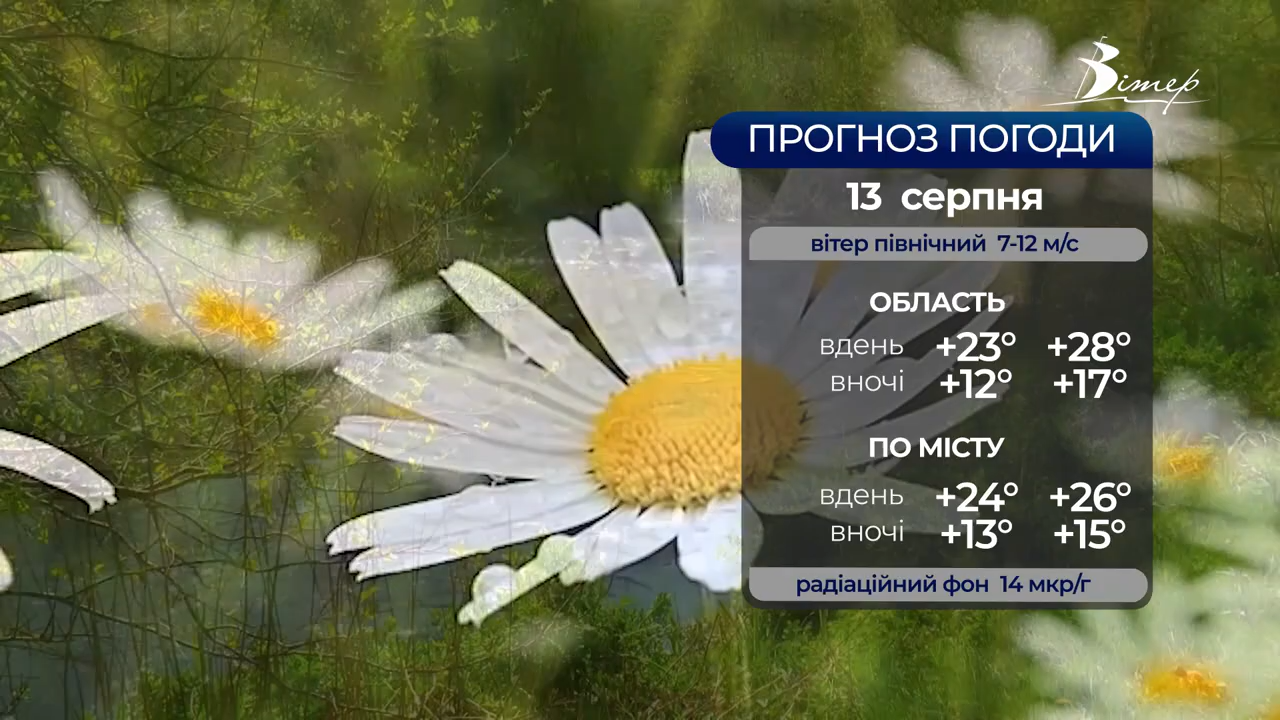 Вітер
ПРОГНОЗ ПОГОДИ
13 серпня
вітер північний 7-12 м/с
ОБЛАСТЬ
вдень +23° +28°
вночі +12° +17°
ПО МІСТУ
вдень +24° +26°
вночі +13° +15°
радіаційний фон 14 мкр/г